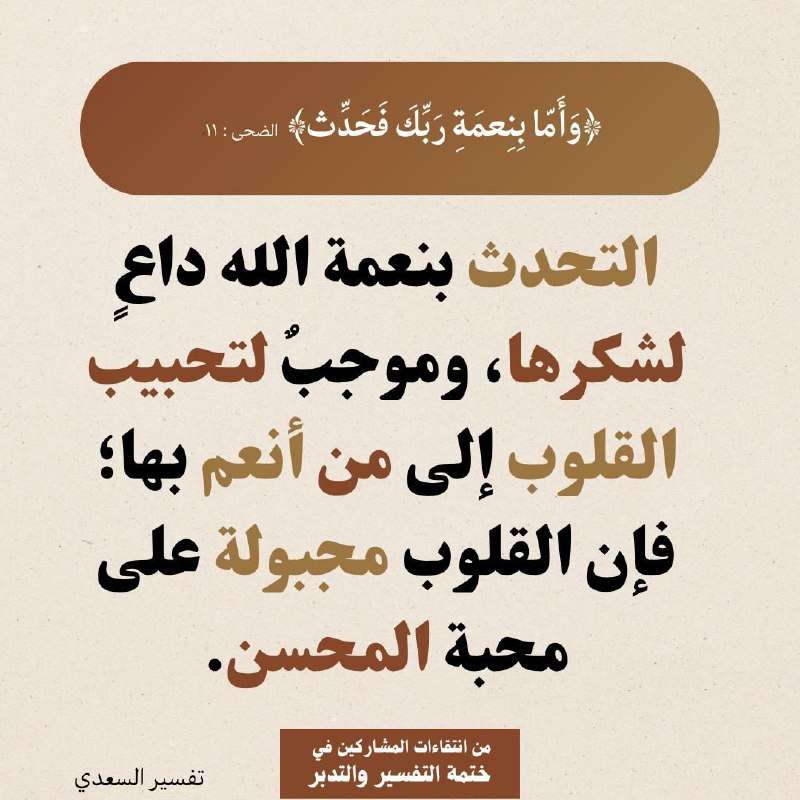 ﴿وَأَمّا بِنِعمَةِ رَبِّكَ فَحَدِّث﴾ الضحى : ١١
التحدث بنعمة الله داعٍ
لشكرها، وموجبٌ لتحبيب
القلوب إلى من أنعم بها؛
فإن القلوب مجبولة على
محبة المحسن.
من انتقاءات المشاركين في
ختمة التفسير والتدبر
تفسير السعدي